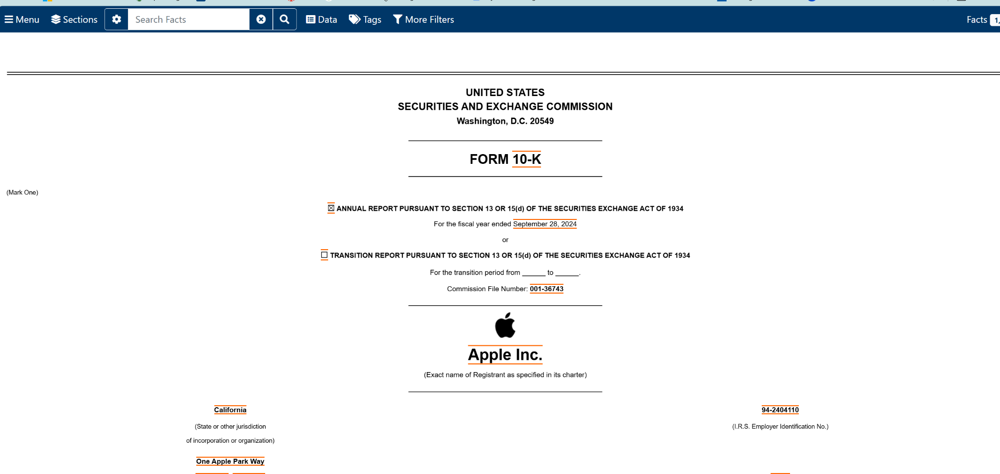 Menu Sections Search Facts Data Tags More Filters Facts 1,
UNITED STATES
SECURITIES AND EXCHANGE COMMISSION
Washington, D.C. 20549
FORM 10-K
(Mark One)
☒ ANNUAL REPORT PURSUANT TO SECTION 13 OR 15(d) OF THE SECURITIES EXCHANGE ACT OF 1934
For the fiscal year ended September 28, 2024
or
☐ TRANSITION REPORT PURSUANT TO SECTION 13 OR 15(d) OF THE SECURITIES EXCHANGE ACT OF 1934
For the transition period from ______ to ______.
Commission File Number: 001-36743
Apple Inc.
(Exact name of Registrant as specified in its charter)
California 94-2404110
(State or other jurisdiction (I.R.S. Employer Identification No.)
of incorporation or organization)
One Apple Park Way